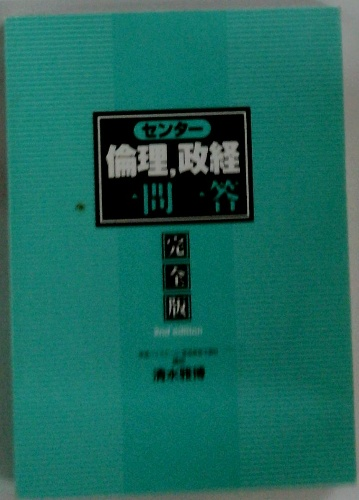 センター
倫理,政経
一問一答
完全版
2nd edition
清水雅博